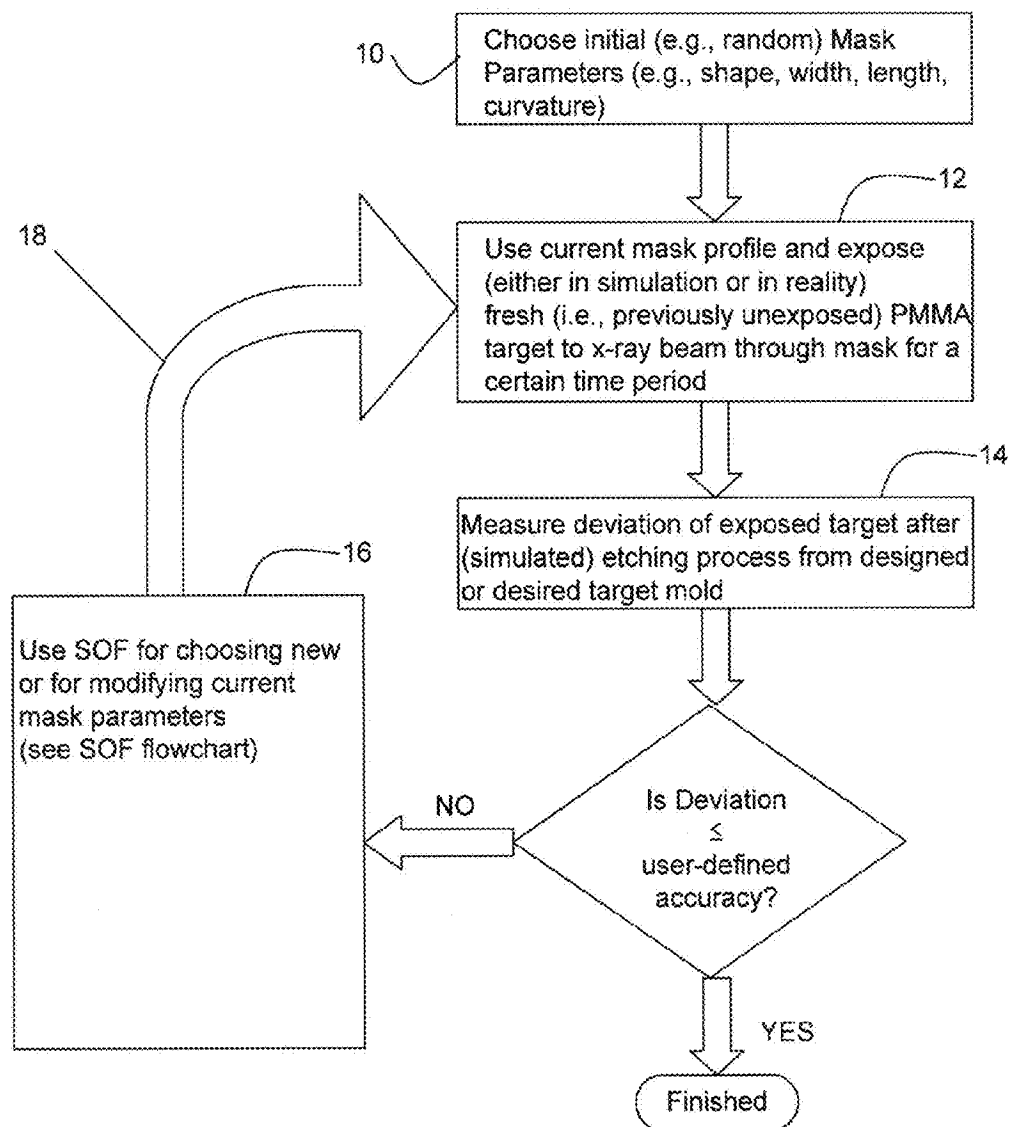 10
Choose initial (e.g., random) Mask
Parameters (e.g., shape, width, length,
curvature)
12
18
Use current mask profile and expose
(either in simulation or in reality)
fresh (i.e., previously unexposed) PMMA
target to x-ray beam through mask for a
certain time period
14
Measure deviation of exposed target after
(simulated) etching process from designed
or desired target mold
16
Use SOF for choosing new
or for modifying current
mask parameters
(see SOF flowchart)
NO
Is Deviation
≤
user-defined
accuracy?
YES
Finished